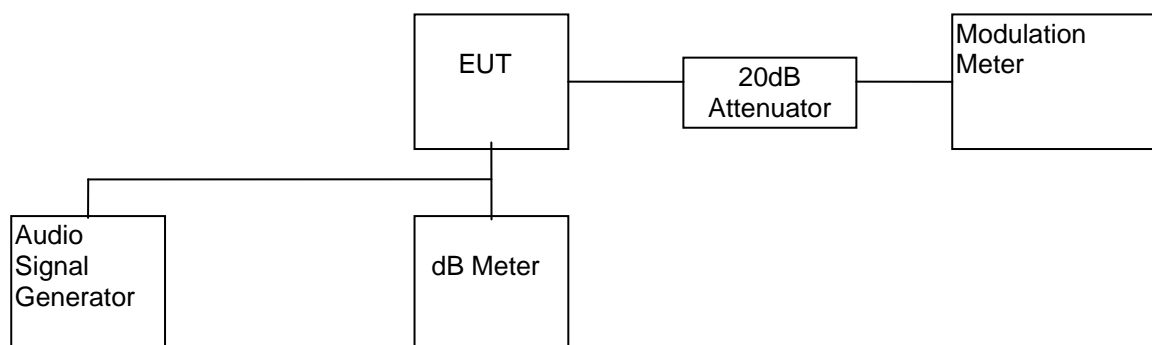 EUT
20dB
Attenuator
Modulation
Meter
Audio
Signal
Generator
dB Meter